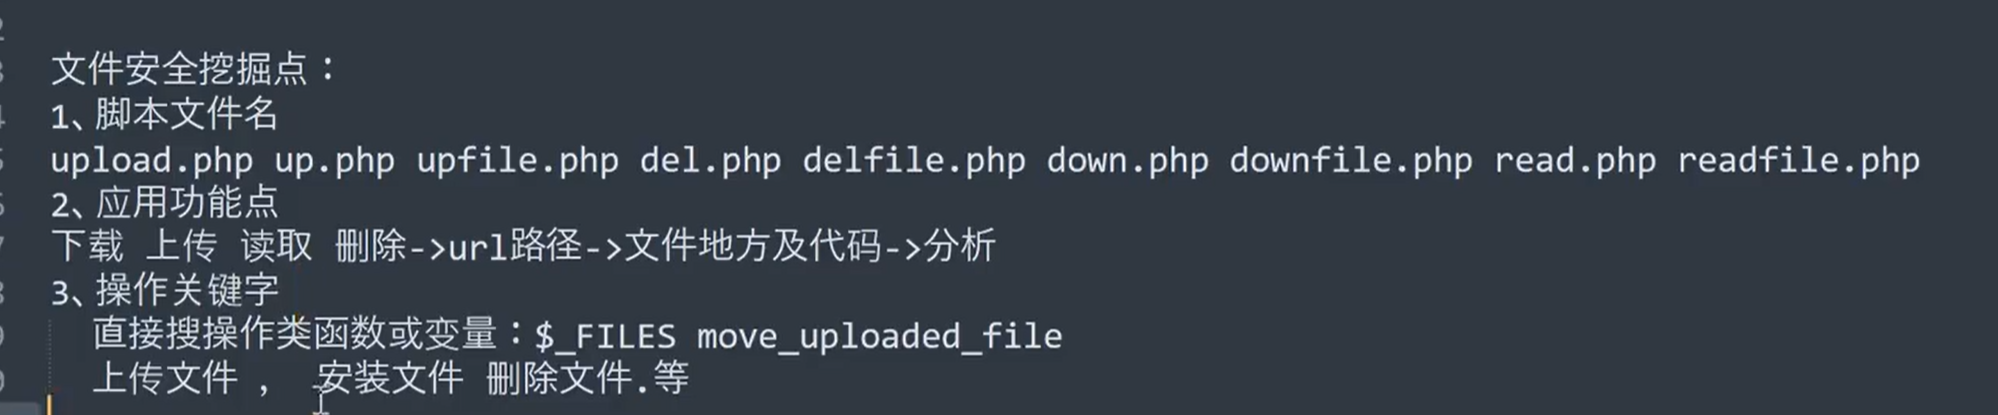 文件安全挖掘点：
1、脚本文件名
upload.php up.php upfile.php del.php delfile.php down.php downfile.php read.php readfile.php
2、应用功能点
下载 上传 读取 删除->url路径->文件地方及代码->分析
3、操作关键字
直接搜操作类函数或变量：$_FILES move_uploaded_file
上传文件 ， 安装文件 删除文件.等